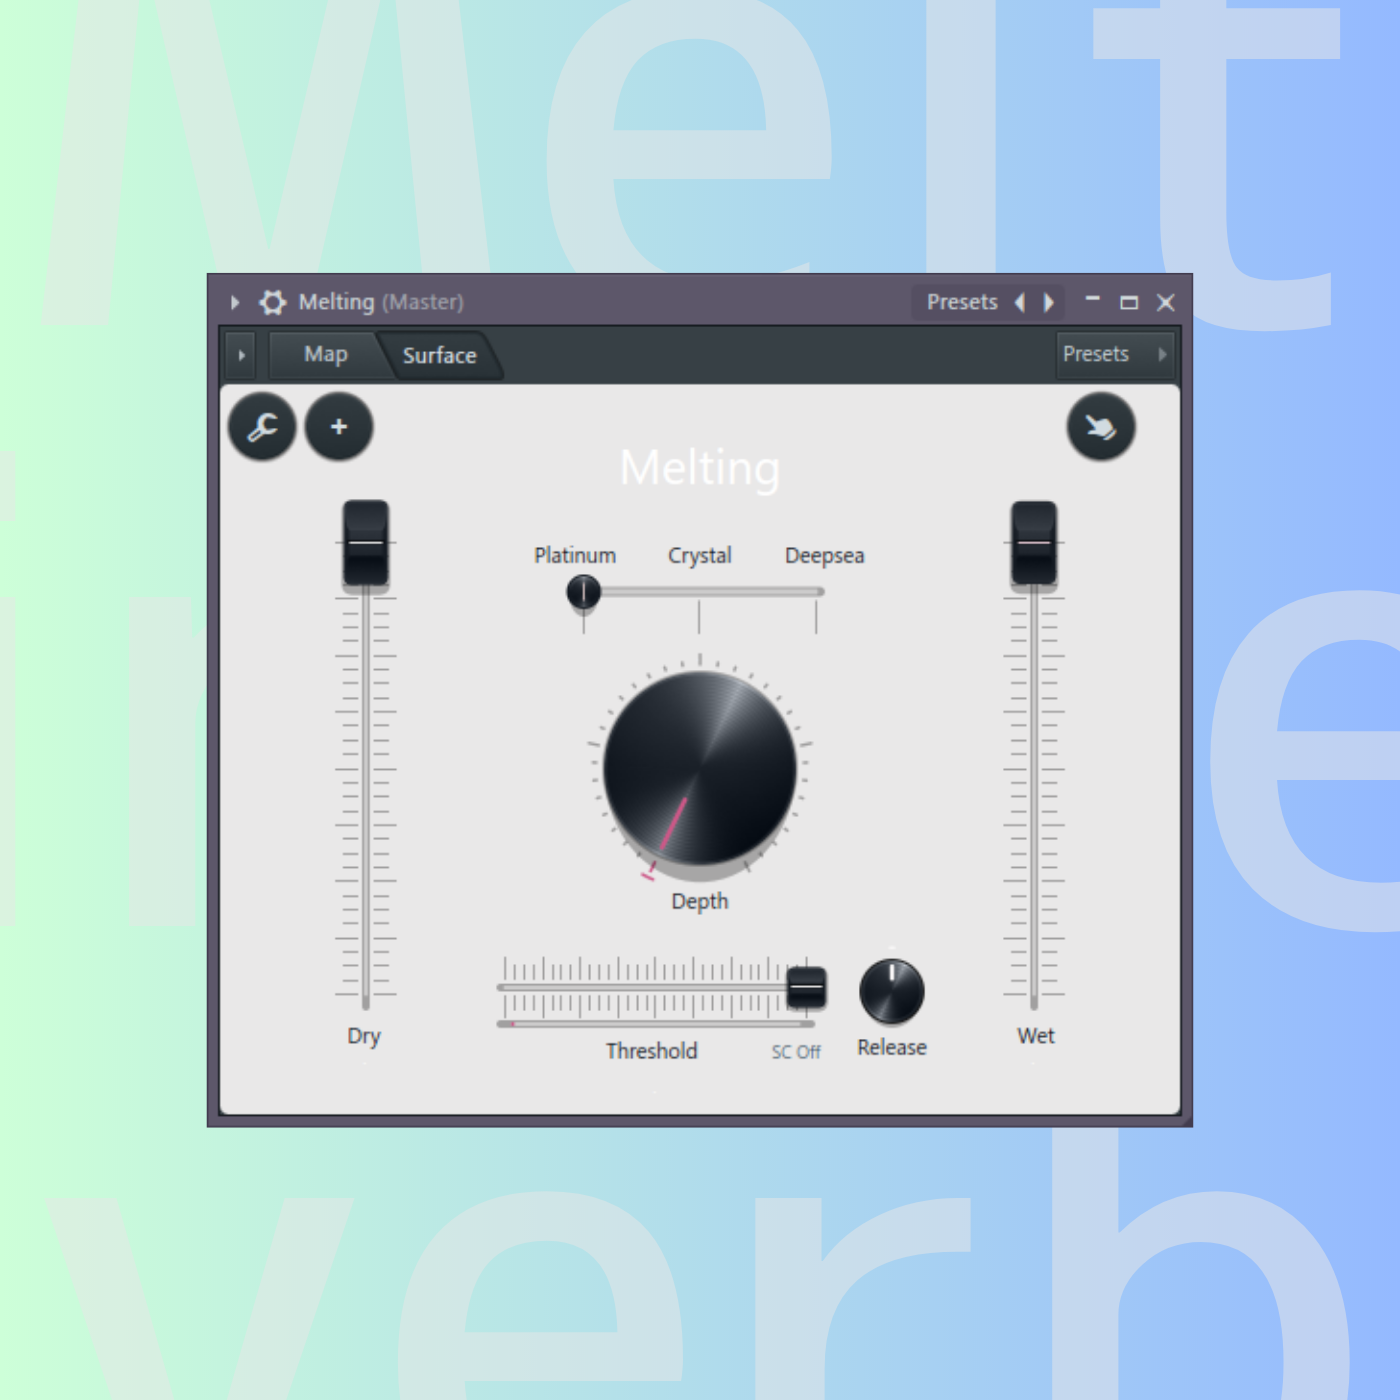 Melt
in e
verb
Melting (Master)
Presets
Map
Surface
Presets
Melting
Platinum
Crystal
Deepsea
Depth
Dry
Threshold
SC Off
Release
Wet